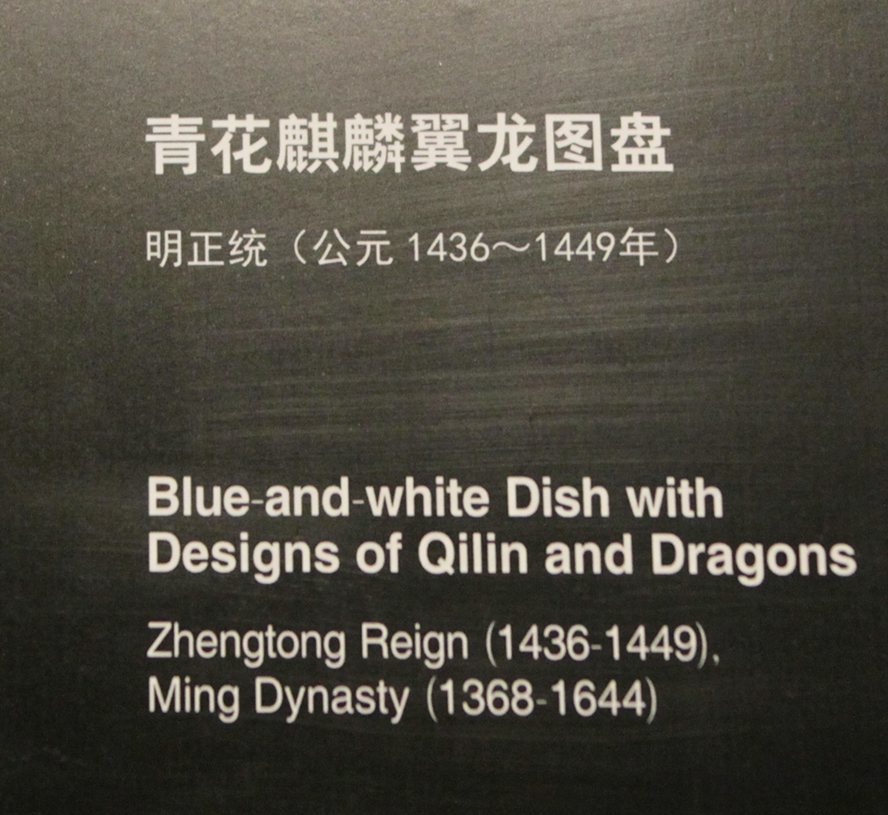 青花麒麟翼龙图盘
明正统（公元 1436～1449年）
Blue-and-white Dish with
Designs of Qilin and Dragons
Zhengtong Reign (1436-1449),
Ming Dynasty (1368-1644)